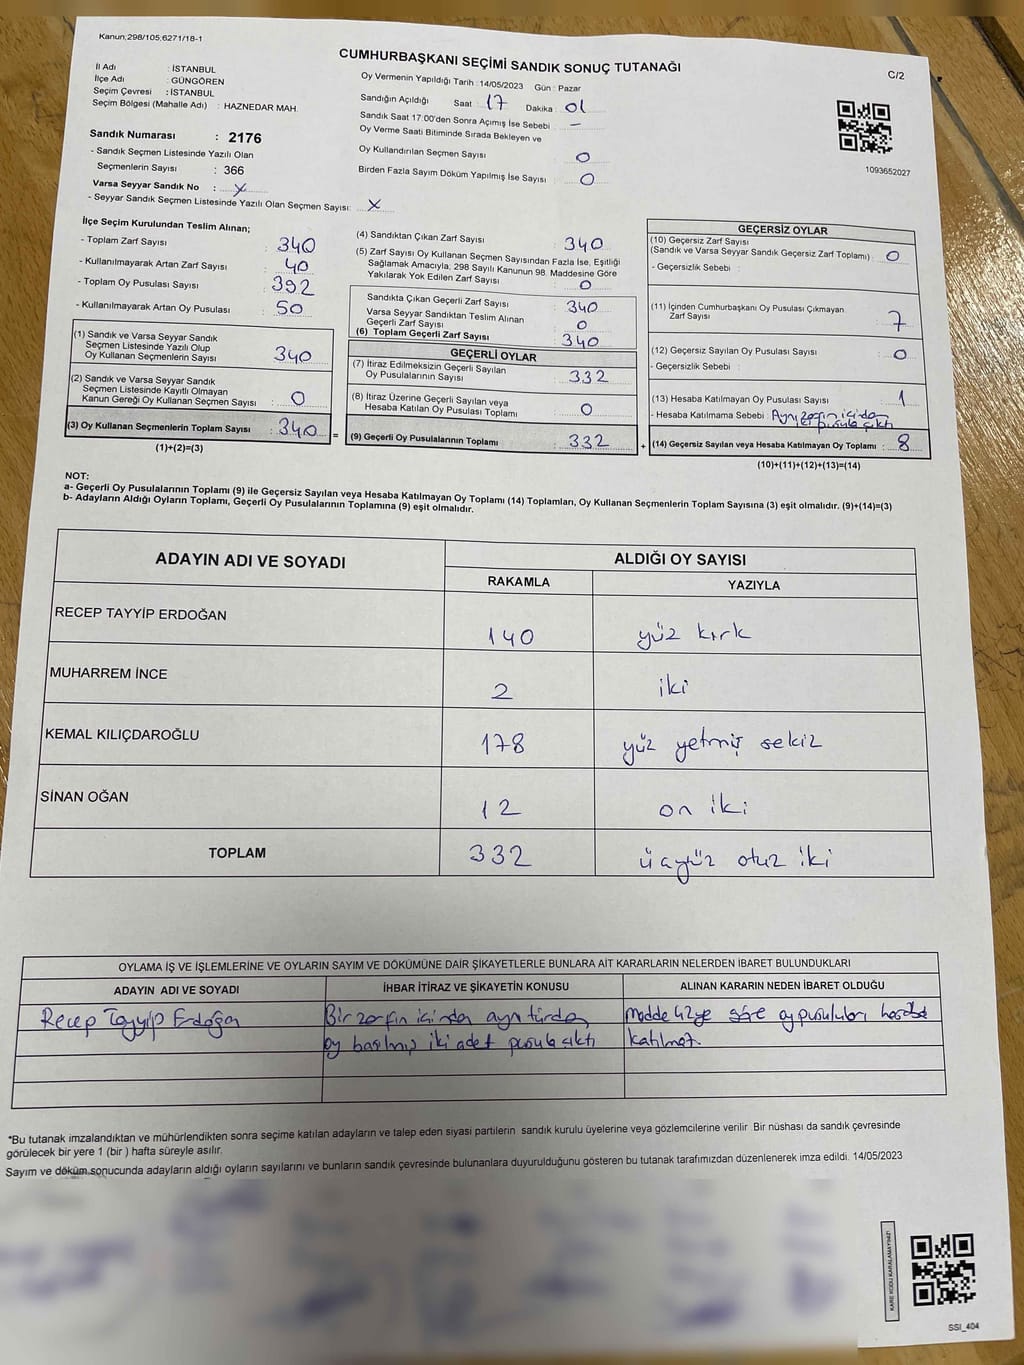 Kanun;298/105,6271/18-1
CUMHURBAŞKANI SEÇİMİ SANDIK SONUÇ TUTANAĞI
C/2
İl Adı : İSTANBUL
İlçe Adı : GÜNGÖREN
Seçim Çevresi : İSTANBUL
Seçim Bölgesi (Mahalle Adı) : HAZNEDAR MAH.
Oy Vermenin Yapıldığı Tarih : 14/05/2023 Gün : Pazar
Sandığın Açıldığı Saat : 17 Dakika : 01
Sandık Saat 17:00'den Sonra Açımış İse Sebebi : –
Oy Verme Saati Bitiminde Sırada Bekleyen ve
Oy Kullandırılan Seçmen Sayısı : 0
Birden Fazla Sayım Döküm Yapılmış İse Sayısı : 0
1093652027
Sandık Numarası : 2176
- Sandık Seçmen Listesinde Yazılı Olan
Seçmenlerin Sayısı : 366
Varsa Seyyar Sandık No : X
- Seyyar Sandık Seçmen Listesinde Yazılı Olan Seçmen Sayısı: X
İlçe Seçim Kurulundan Teslim Alınan;
- Toplam Zarf Sayısı : 340
- Kullanılmayarak Artan Zarf Sayısı : 40
- Toplam Oy Pusulası Sayısı : 392
- Kullanılmayarak Artan Oy Pusulası : 50
(1) Sandık ve Varsa Seyyar Sandık
Seçmen Listesinde Yazılı Olup
Oy Kullanan Seçmenlerin Sayısı : 340
(2) Sandık ve Varsa Seyyar Sandık
Seçmen Listesinde Kayıtlı Olmayan
Kanun Gereği Oy Kullanan Seçmen Sayısı : 0
(3) Oy Kullanan Seçmenlerin Toplam Sayısı : 340 =
(1)+(2)=(3)
(4) Sandıktan Çıkan Zarf Sayısı : 340
(5) Zarf Sayısı Oy Kullanan Seçmen Sayısından Fazla İse, Eşitliği
Sağlamak Amacıyla, 298 Sayılı Kanunun 98. Maddesine Göre
Yakılarak Yok Edilen Zarf Sayısı : 0
Sandıkta Çıkan Geçerli Zarf Sayısı : 340
Varsa Seyyar Sandıktan Teslim Alınan
Geçerli Zarf Sayısı : 0
(6) Toplam Geçerli Zarf Sayısı : 340
GEÇERLİ OYLAR
(7) İtiraz Edilmeksizin Geçerli Sayılan
Oy Pusulalarının Sayısı : 332
(8) İtiraz Üzerine Geçerli Sayılan veya
Hesaba Katılan Oy Pusulası Toplamı : 0
(9) Geçerli Oy Pusulalarının Toplamı : 332 +
GEÇERSİZ OYLAR
(10) Geçersiz Zarf Sayısı
(Sandık ve Varsa Seyyar Sandık Geçersiz Zarf Toplamı) : 0
- Geçersizlik Sebebi :
(11) İçinden Cumhurbaşkanı Oy Pusulası Çıkmayan
Zarf Sayısı : 7
(12) Geçersiz Sayılan Oy Pusulası Sayısı : 0
- Geçersizlik Sebebi :
(13) Hesaba Katılmayan Oy Pusulası Sayısı : 1
- Hesaba Katılmama Sebebi : Aynı zarfın içinden
pusula çıktı
(14) Geçersiz Sayılan veya Hesaba Katılmayan Oy Toplamı : 8
(10)+(11)+(12)+(13)=(14)
NOT:
a- Geçerli Oy Pusulalarının Toplamı (9) ile Geçersiz Sayılan veya Hesaba Katılmayan Oy Toplamı (14) Toplamları, Oy Kullanan Seçmenlerin Toplam Sayısına (3) eşit olmalıdır. (9)+(14)=(3)
b- Adayların Aldığı Oyların Toplamı, Geçerli Oy Pusulalarının Toplamına (9) eşit olmalıdır.
ADAYIN ADI VE SOYADI ALDIĞI OY SAYISI
RAKAMLA YAZIYLA
RECEP TAYYİP ERDOĞAN 140 yüz kırk
MUHARREM İNCE 2 iki
KEMAL KILIÇDAROĞLU 178 yüz yetmiş sekiz
SİNAN OĞAN 12 on iki
TOPLAM 332 üçyüz otuz iki
OYLAMA İŞ VE İŞLEMLERİNE VE OYLARIN SAYIM VE DÖKÜMÜNE DAİR ŞİKAYETLERLE BUNLARA AİT KARARLARIN NELERDEN İBARET BULUNDUKLARI
ADAYIN ADI VE SOYADI İHBAR İTİRAZ VE ŞİKAYETİN KONUSU ALINAN KARARIN NEDEN İBARET OLDUĞU
Recep Tayyip Erdoğan Bir zarfın içinden aynı türden madde 42ye göre oy pusuluları hesaba
oy basılmış iki adet pusula çıktı katılmaz.
*Bu tutanak imzalandıktan ve mühürlendikten sonra seçime katılan adayların ve talep eden siyasi partilerin sandık kurulu üyelerine veya gözlemcilerine verilir. Bir nüshası da sandık çevresinde
görülecek bir yere 1 (bir ) hafta süreyle asılır.
Sayım ve döküm sonucunda adayların aldığı oyların sayılarını ve bunların sandık çevresinde bulunanlara duyurulduğunu gösteren bu tutanak tarafımızdan düzenlenerek imza edildi. 14/05/2023
KARE KODU KARALAMAYINIZ!
SSI_404